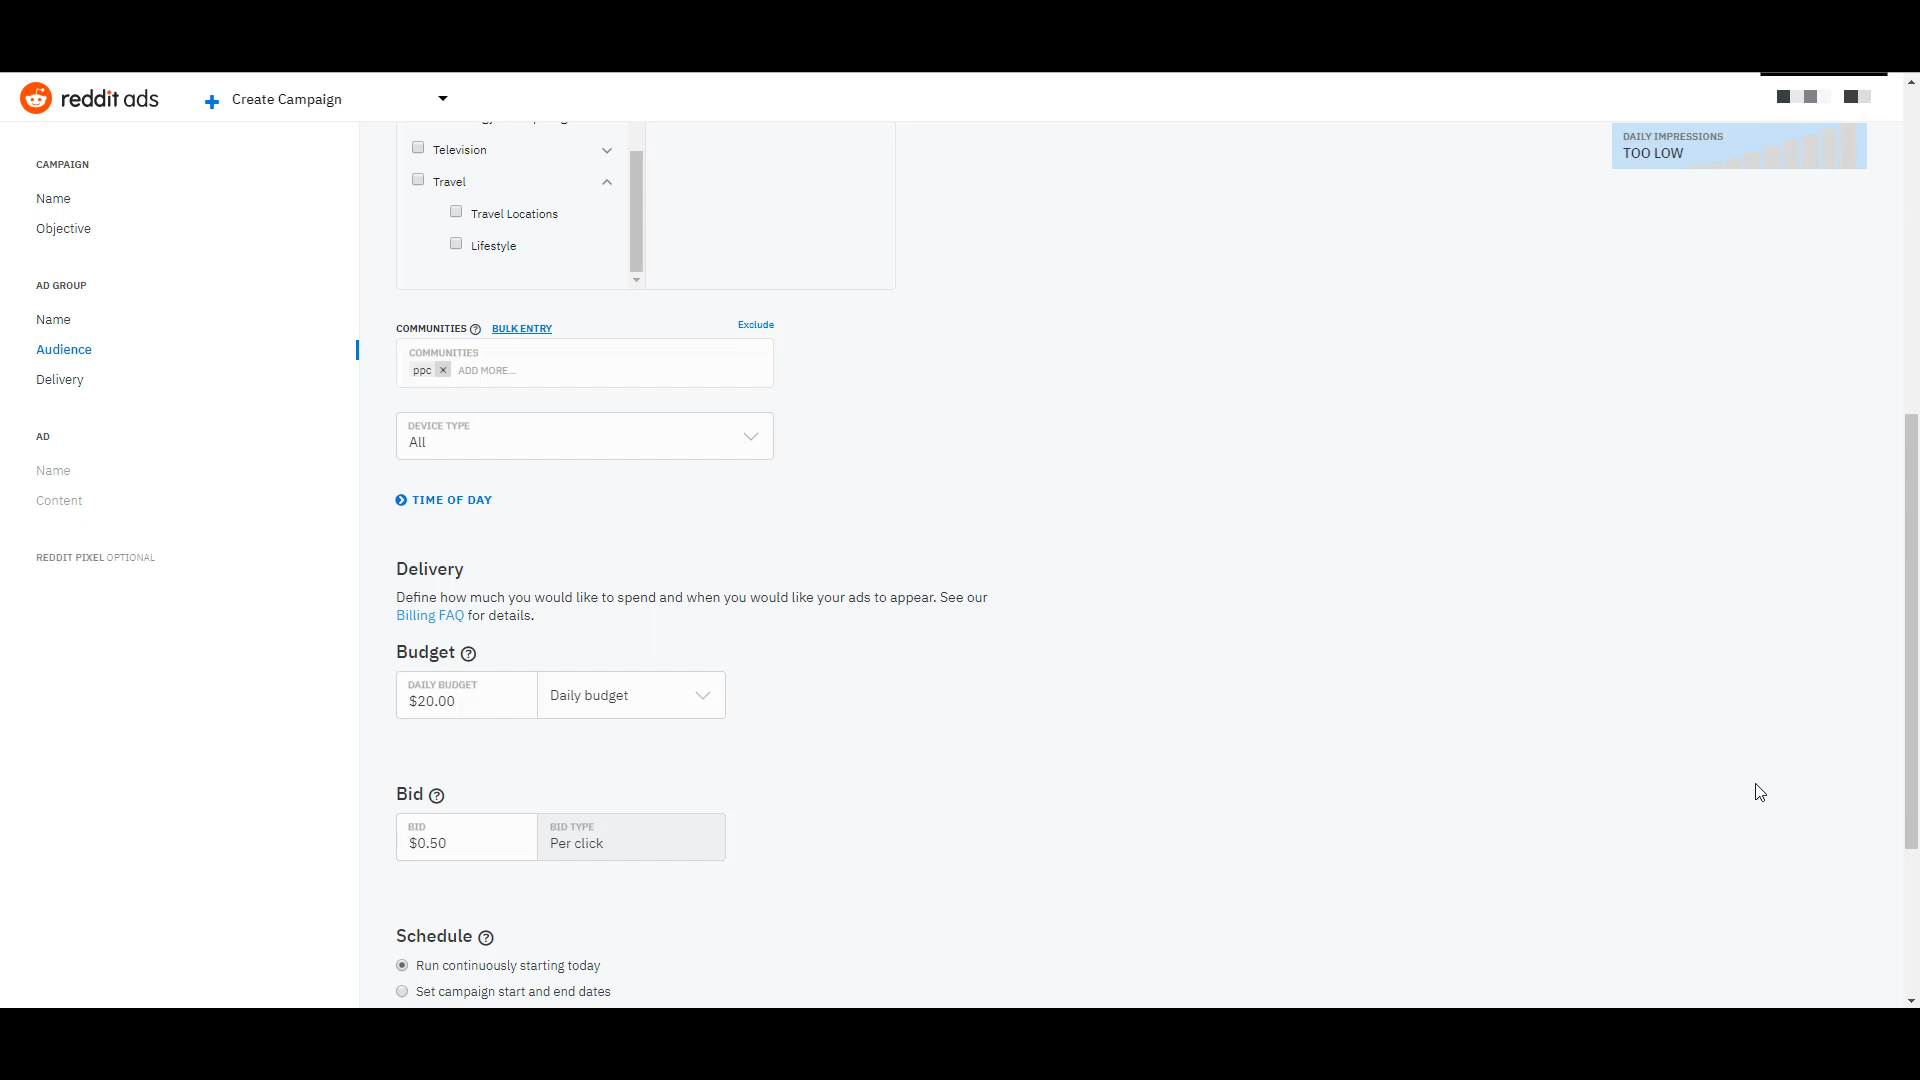 reddit ads
Create Campaign
CAMPAIGN
Name
Objective
AD GROUP
Name
Audience
Delivery
AD
Name
Content
REDDIT PIXEL OPTIONAL
Television
Travel
Travel Locations
Lifestyle
COMMUNITIES ? BULK ENTRY Exclude
COMMUNITIES
ppc × ADD MORE...
DEVICE TYPE
All
TIME OF DAY
Delivery
Define how much you would like to spend and when you would like your ads to appear. See our
Billing FAQ for details.
Budget ?
DAILY BUDGET
$20.00
Daily budget
Bid ?
BID
$0.50
BID TYPE
Per click
Schedule ?
Run continuously starting today
Set campaign start and end dates
DAILY IMPRESSIONS
TOO LOW